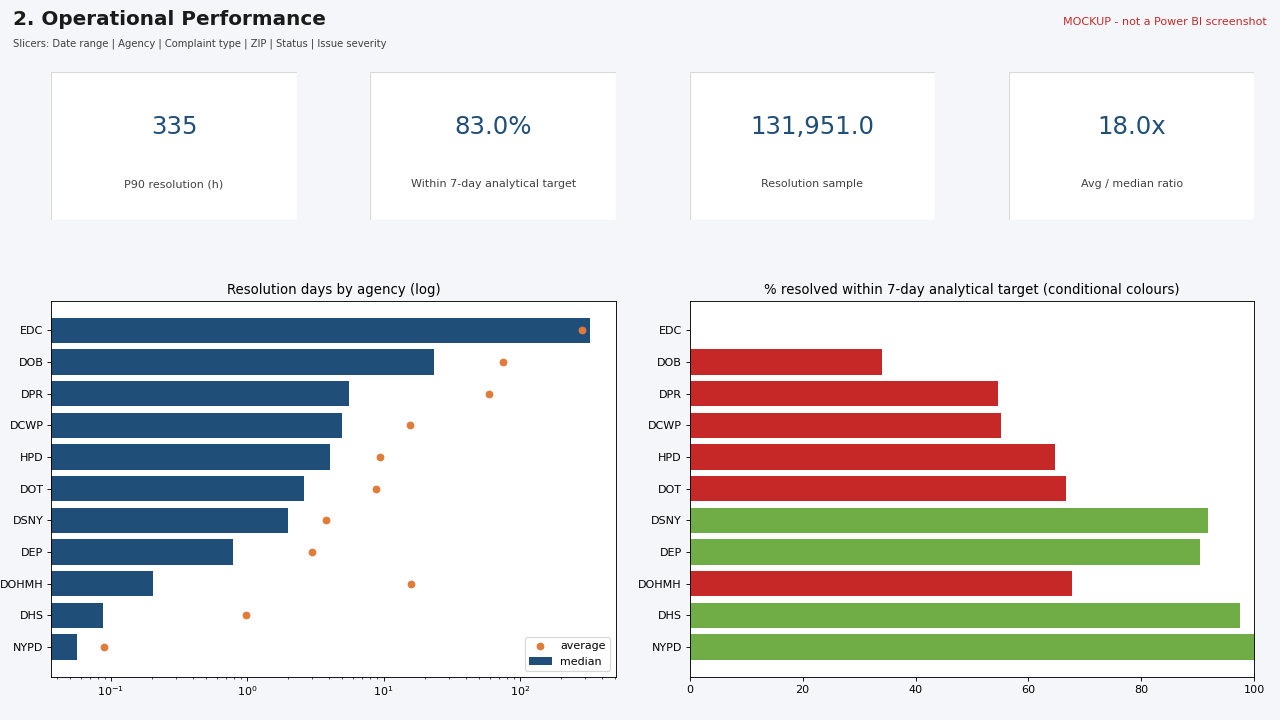 2. Operational Performance
MOCKUP - not a Power BI screenshot
Slicers: Date range | Agency | Complaint type | ZIP | Status | Issue severity
335
P90 resolution (h)
83.0%
Within 7-day analytical target
131,951.0
Resolution sample
18.0x
Avg / median ratio
Resolution days by agency (log)
EDC
DOB
DPR
DCWP
HPD
DOT
DSNY
DEP
DOHMH
DHS
NYPD
average
median
10⁻¹ 10⁰ 10¹ 10²
% resolved within 7-day analytical target (conditional colours)
EDC
DOB
DPR
DCWP
HPD
DOT
DSNY
DEP
DOHMH
DHS
NYPD
0 20 40 60 80 100